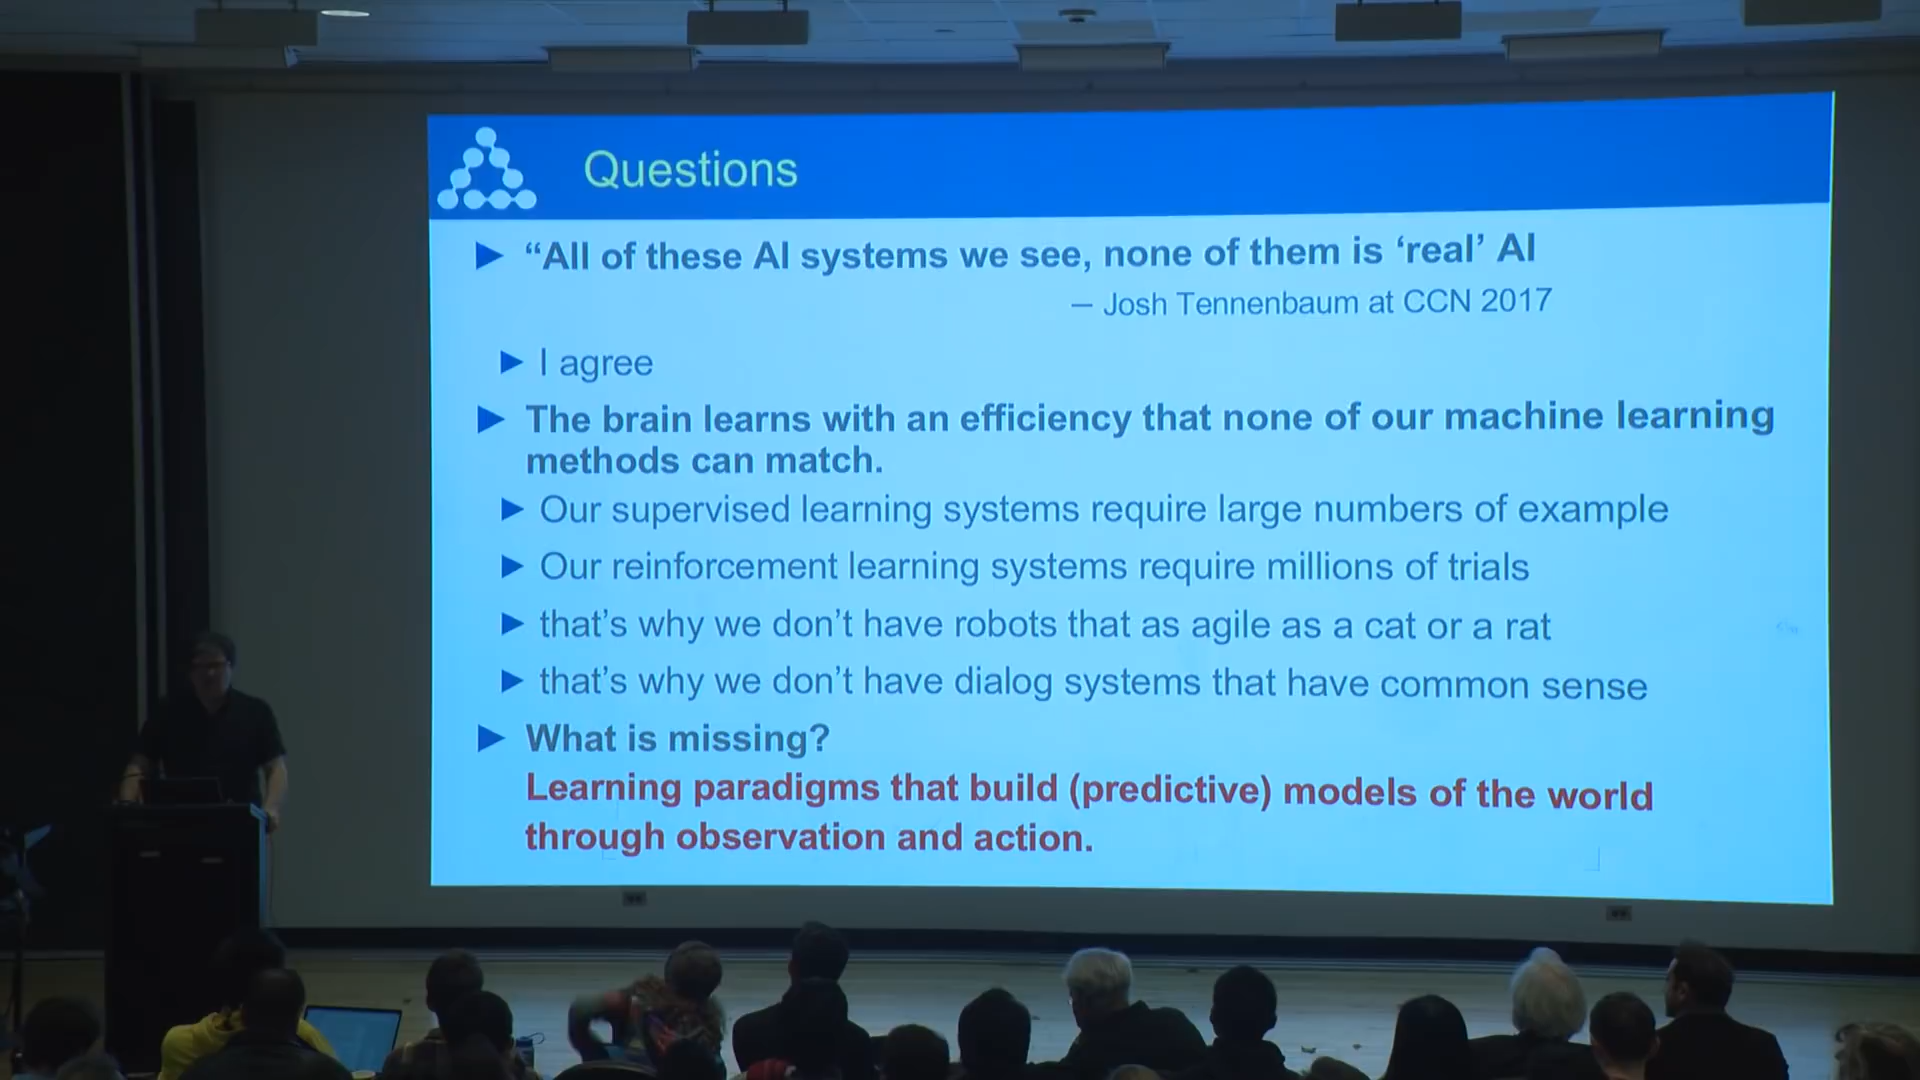 Questions
“All of these AI systems we see, none of them is ‘real’ AI
– Josh Tennenbaum at CCN 2017
I agree
The brain learns with an efficiency that none of our machine learning
methods can match.
Our supervised learning systems require large numbers of example
Our reinforcement learning systems require millions of trials
that’s why we don’t have robots that as agile as a cat or a rat
that’s why we don’t have dialog systems that have common sense
What is missing?
Learning paradigms that build (predictive) models of the world
through observation and action.